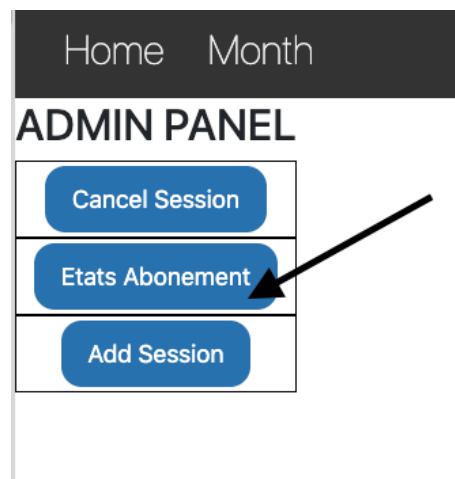 Home Month
ADMIN PANEL
Cancel Session
Etats Abonement
Add Session